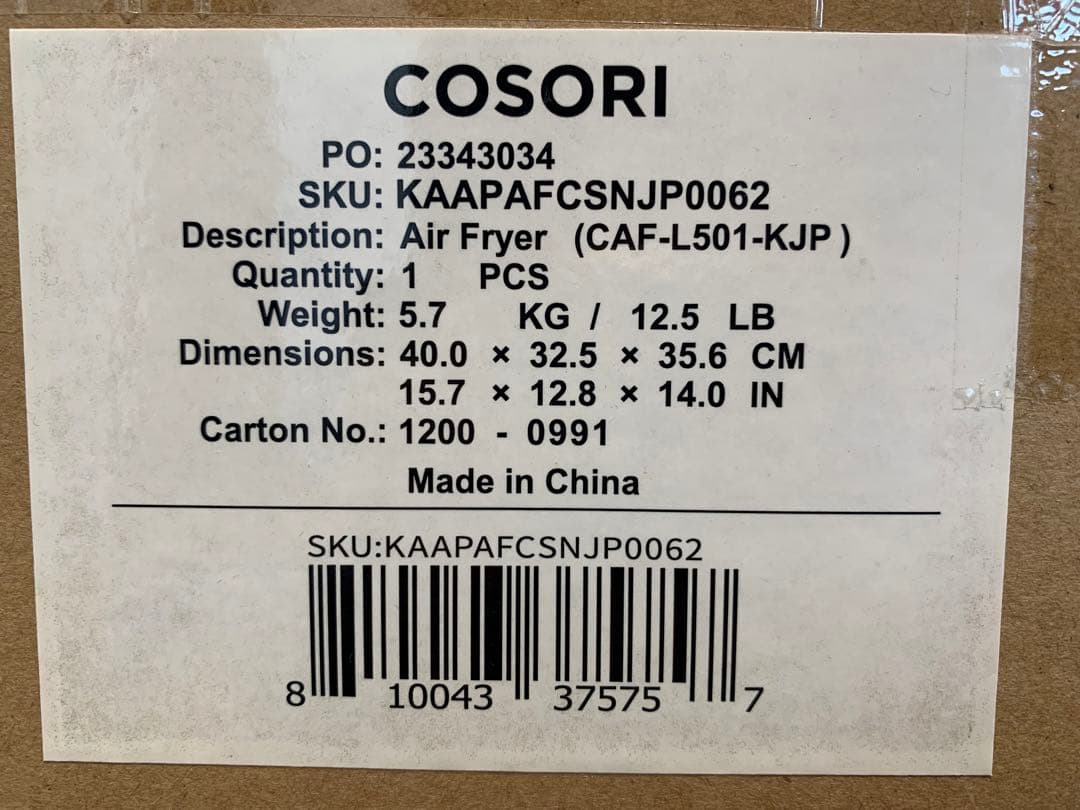 COSORI
PO: 23343034
SKU: KAAPAFCSNJP0062
Description: Air Fryer (CAF-L501-KJP )
Quantity: 1 PCS
Weight: 5.7 KG / 12.5 LB
Dimensions: 40.0 × 32.5 × 35.6 CM
15.7 × 12.8 × 14.0 IN
Carton No.: 1200 - 0991
Made in China
SKU:KAAPAFCSNJP0062
8 10043 37575 7